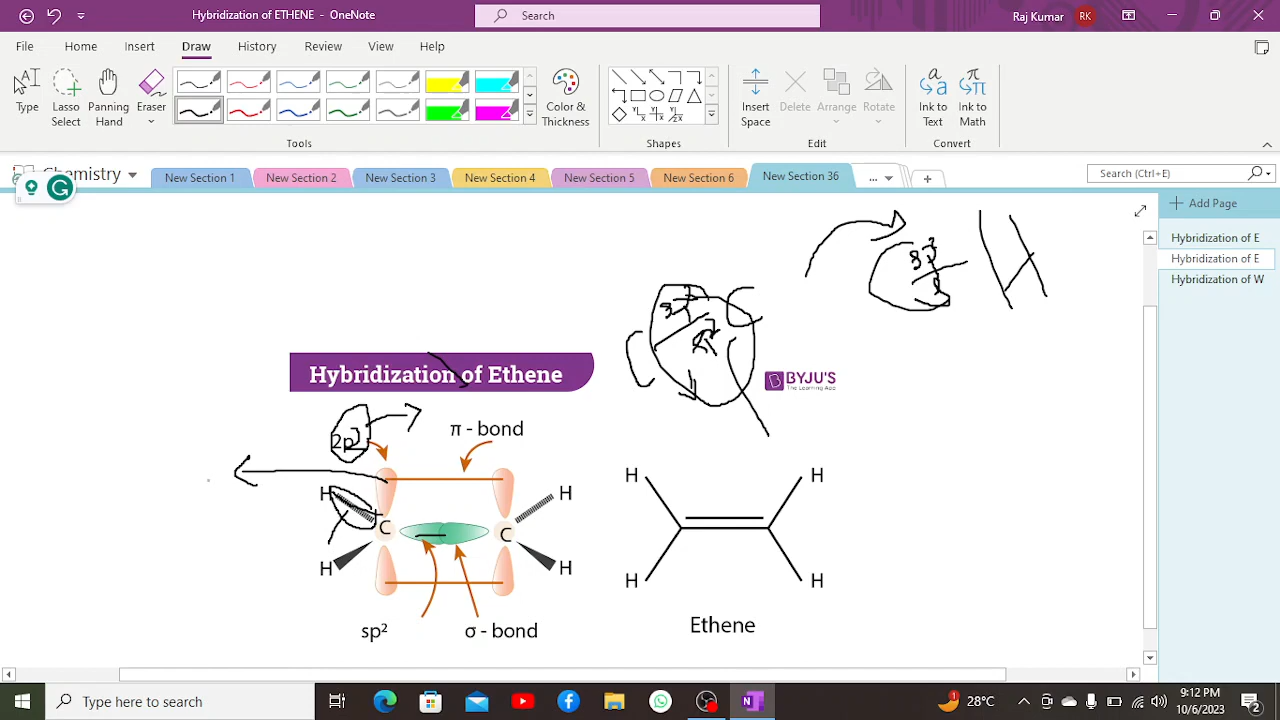 Hybridization of ETHENE - OneNote
Search
Raj Kumar
RK
File
Home
Insert
Draw
History
Review
View
Help
Type
Lasso Select
Panning Hand
Eraser
Color & Thickness
Insert Space
Delete
Arrange
Rotate
Ink to Text
Ink to Math
Tools
Shapes
Edit
Convert
Chemistry
New Section 1
New Section 2
New Section 3
New Section 4
New Section 5
New Section 6
New Section 36
...
Search (Ctrl+E)
Add Page
Hybridization of E
Hybridization of E
Hybridization of W
H
Hybridization of Ethene
BYJU'S
The Learning App
2p
π - bond
H
H
C
C
H
H
sp²
σ - bond
H
H
H
H
Ethene
Type here to search
1
28°C
9:12 PM
10/6/2023
2